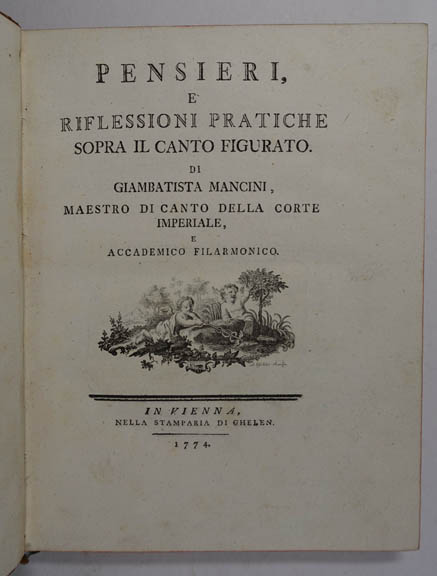 PENSIERI,
E
RIFLESSIONI PRATICHE
SOPRA IL CANTO FIGURATO.
DI
GIAMBATISTA MANCINI,
MAESTRO DI CANTO DELLA CORTE
IMPERIALE,
E
ACCADEMICO FILARMONICO.
IN VIENNA,
NELLA STAMPARIA DI GHELEN.
1774.